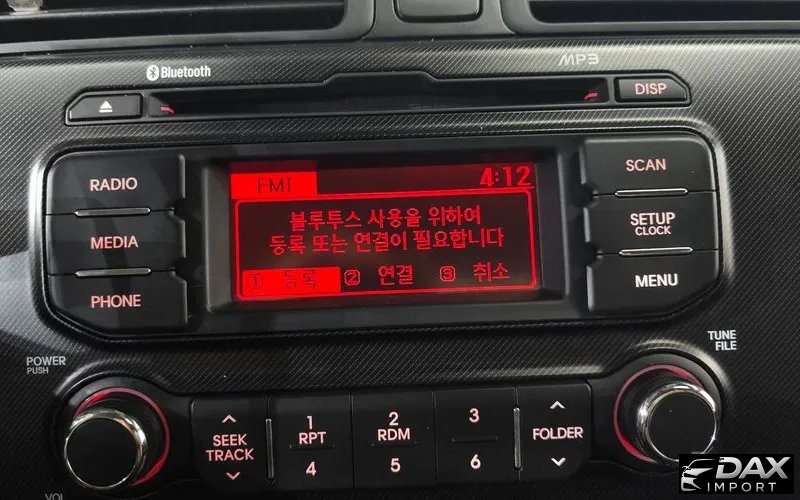 Bluetooth
MP3
DISP
RADIO
MEDIA
PHONE
FM1
4:12
블루투스 사용을 위하여
등록 또는 연결이 필요합니다
① 등록 ② 연결 ③ 취소
SCAN
SETUP
CLOCK
MENU
POWER
PUSH
VOL
SEEK
TRACK
1
RPT
4
2
RDM
5
3
6
FOLDER
TUNE
FILE
DAX
IMPORT